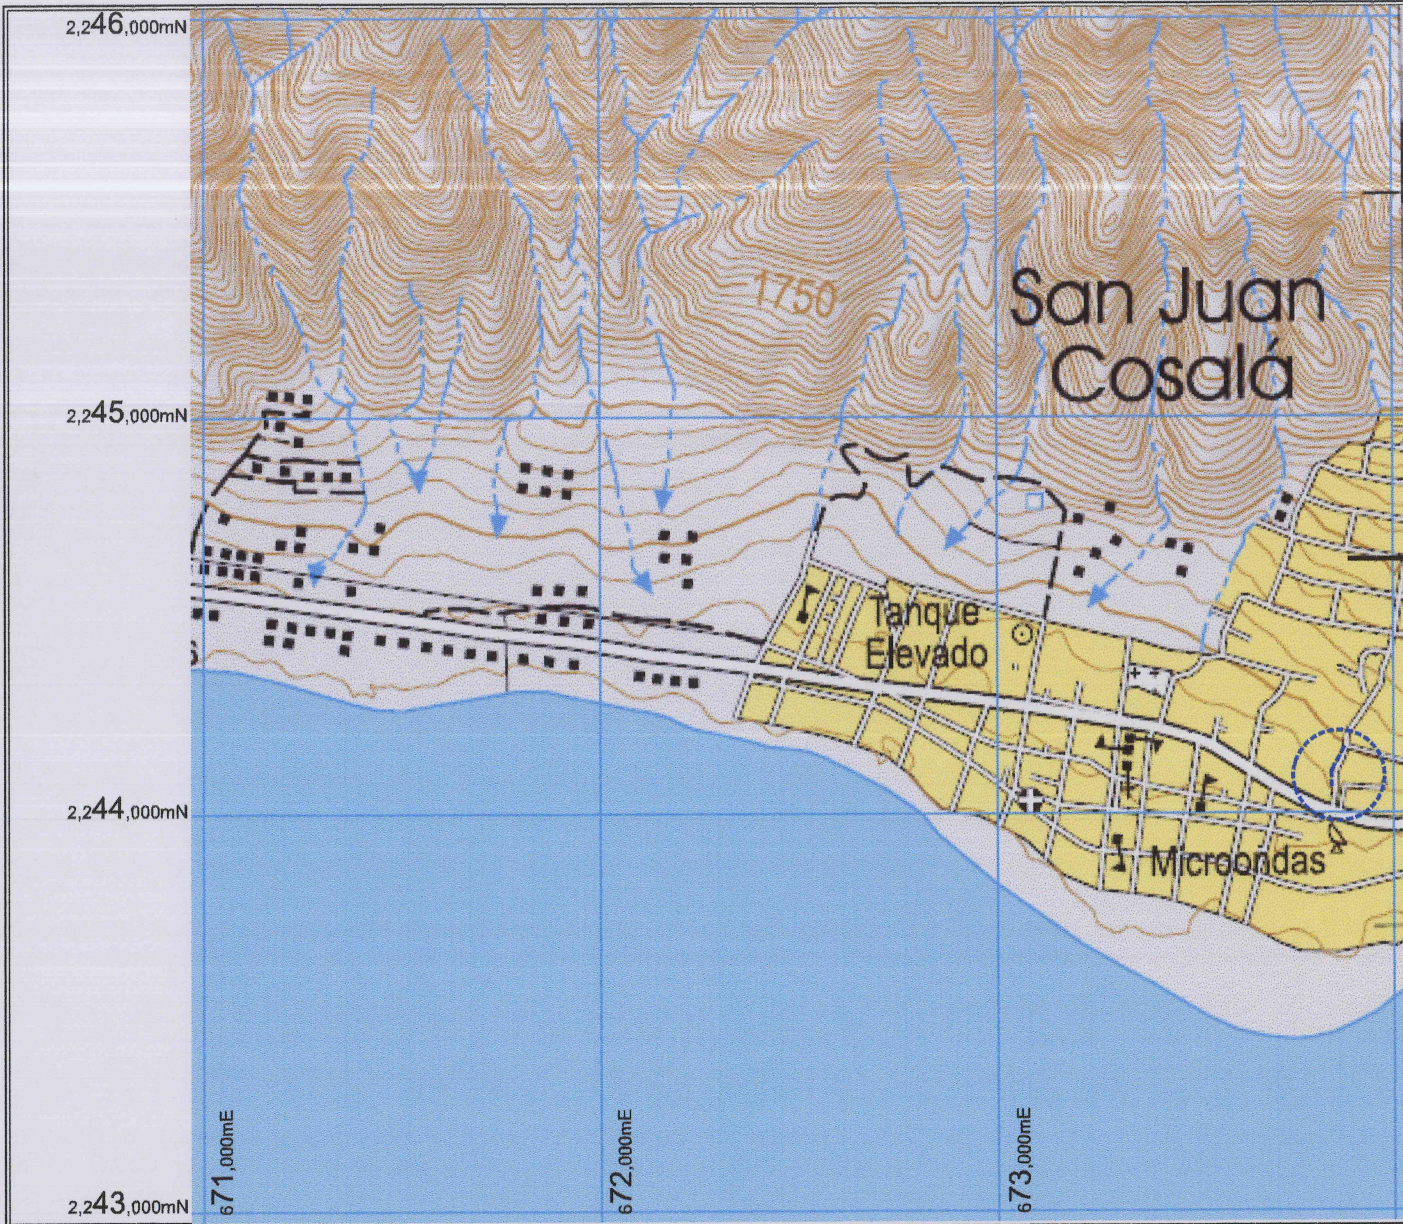 2,246,000mN
1750
San Juan
Cosalá
2,245,000mN
Tanque
Elevado
2,244,000mN
Microondas
671,000mE
672,000mE
673,000mE
2,243,000mN